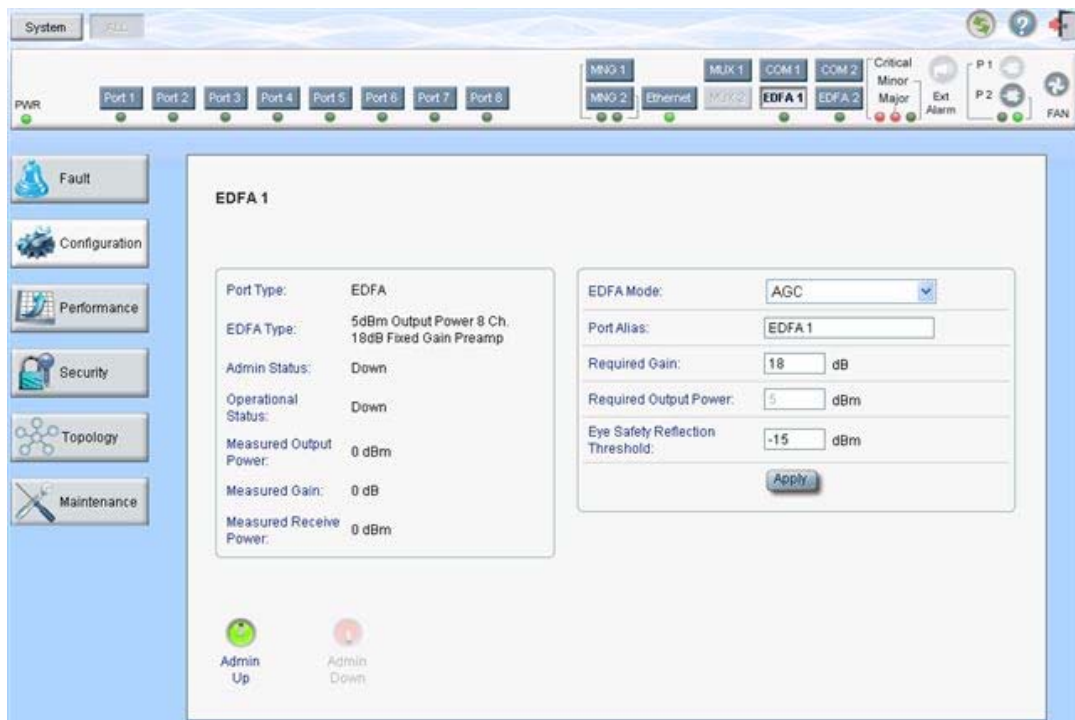 System
ALL
PWR
Port 1
Port 2
Port 3
Port 4
Port 5
Port 6
Port 7
Port 8
MNG 1
MNG 2
Ethernet
MUX 1
MUX 2
COM 1
COM 2
EDFA 1
EDFA 2
Critical
Minor
Major
Ext
Alarm
P 1
P 2
FAN
Fault
Configuration
Performance
Security
Topology
Maintenance
EDFA 1
Port Type: EDFA
EDFA Type: 5dBm Output Power 8 Ch.
18dB Fixed Gain Preamp
Admin Status: Down
Operational
Status: Down
Measured Output
Power: 0 dBm
Measured Gain: 0 dB
Measured Receive
Power: 0 dBm
EDFA Mode: AGC
Port Alias: EDFA 1
Required Gain: 18 dB
Required Output Power: 5 dBm
Eye Safety Reflection
Threshold: -15 dBm
Apply
Admin
Up
Admin
Down